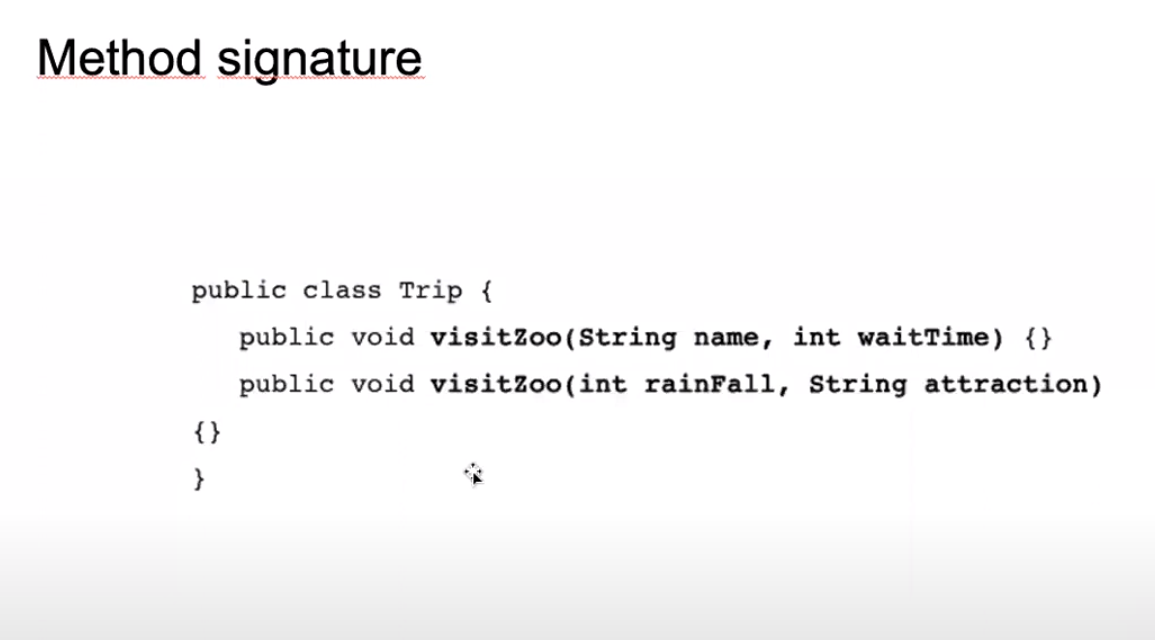 Method signature
public class Trip {
public void visitZoo(String name, int waitTime) {}
public void visitZoo(int rainFall, String attraction)
{}
}